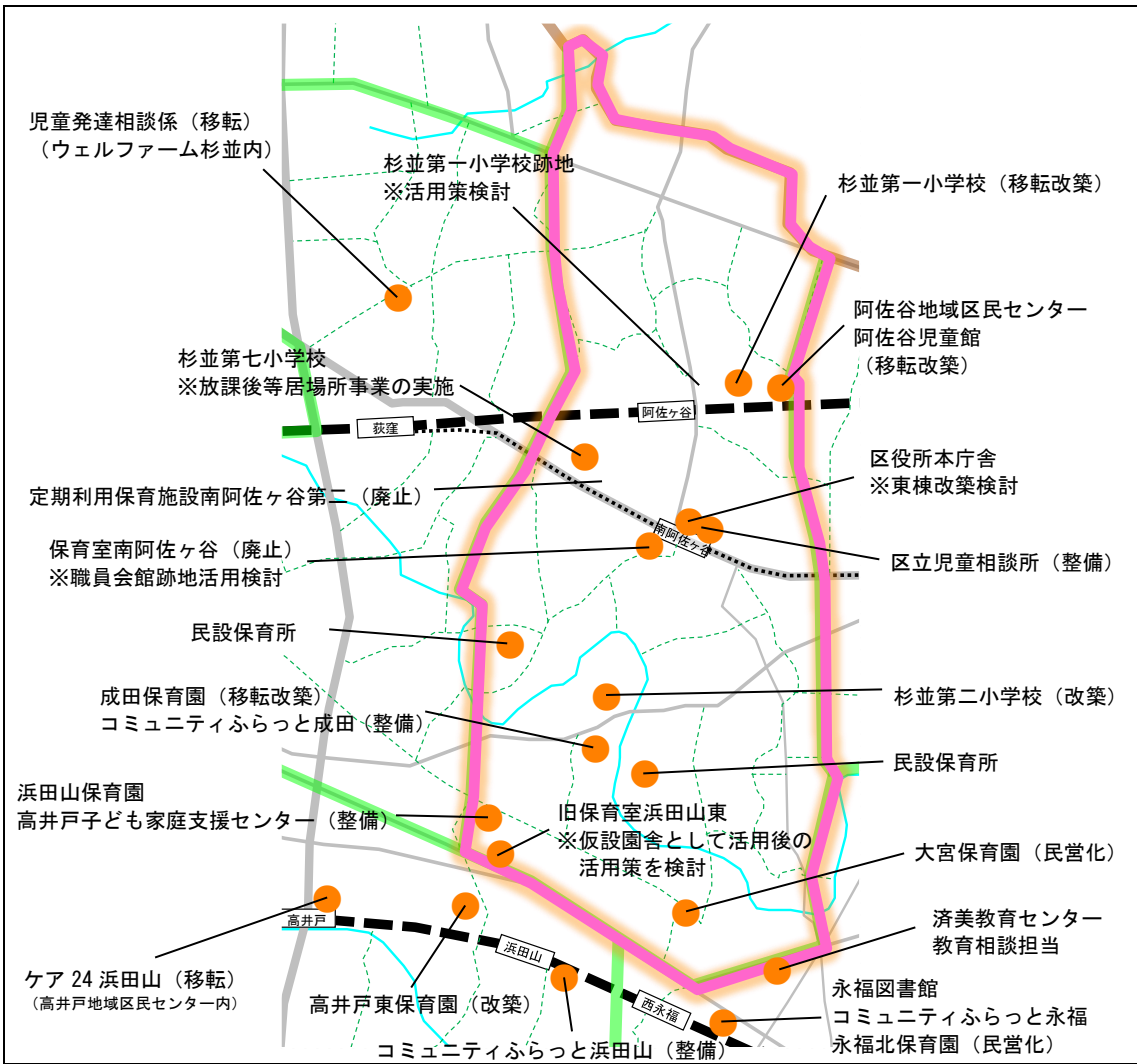 児童発達相談係（移転）
（ウェルファーム杉並内）
杉並第一小学校跡地
※活用策検討
杉並第一小学校（移転改築）
阿佐谷地域区民センター
阿佐谷児童館
（移転改築）
杉並第七小学校
※放課後等居場所事業の実施
阿佐ヶ谷
荻窪
区役所本庁舎
※東棟改築検討
定期利用保育施設南阿佐ヶ谷第二（廃止）
南阿佐ヶ谷
保育室南阿佐ヶ谷（廃止）
※職員会館跡地活用検討
区立児童相談所（整備）
民設保育所
成田保育園（移転改築）
コミュニティふらっと成田（整備）
杉並第二小学校（改築）
民設保育所
浜田山保育園
高井戸子ども家庭支援センター（整備）
旧保育室浜田山東
※仮設園舎として活用後の
活用策を検討
大宮保育園（民営化）
高井戸
済美教育センター
教育相談担当
浜田山
ケア24浜田山（移転）
（高井戸地域区民センター内）
高井戸東保育園（改築）
西永福
永福図書館
コミュニティふらっと永福
永福北保育園（民営化）
コミュニティふらっと浜田山（整備）